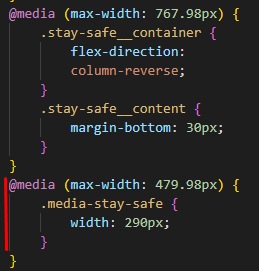 @media (max-width: 767.98px) {
    .stay-safe__container {
        flex-direction:
        column-reverse;
    }
    .stay-safe__content {
        margin-bottom: 30px;
    }
}
@media (max-width: 479.98px) {
    .media-stay-safe {
        width: 290px;
    }
}